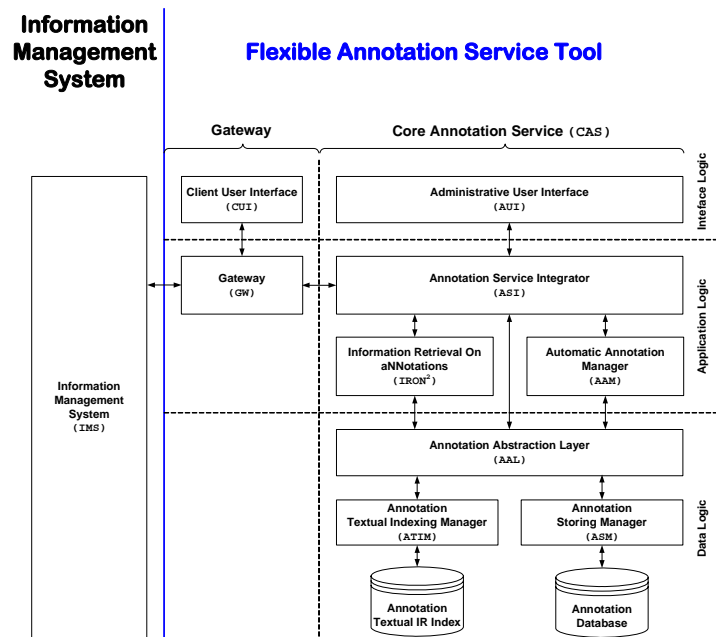 Information
Management
System
Flexible Annotation Service Tool
Gateway
Core Annotation Service (CAS)
Client User Interface
(CUI)
Administrative User Interface
(AUI)
Inteface Logic
Gateway
(GW)
Annotation Service Integrator
(ASI)
Information Retrieval On
aNNotations
(IRON²)
Automatic Annotation
Manager
(AAM)
Application Logic
Information
Management
System
(IMS)
Annotation Abstraction Layer
(AAL)
Annotation
Textual Indexing Manager
(ATIM)
Annotation
Storing Manager
(ASM)
Data Logic
Annotation
Textual IR Index
Annotation
Database